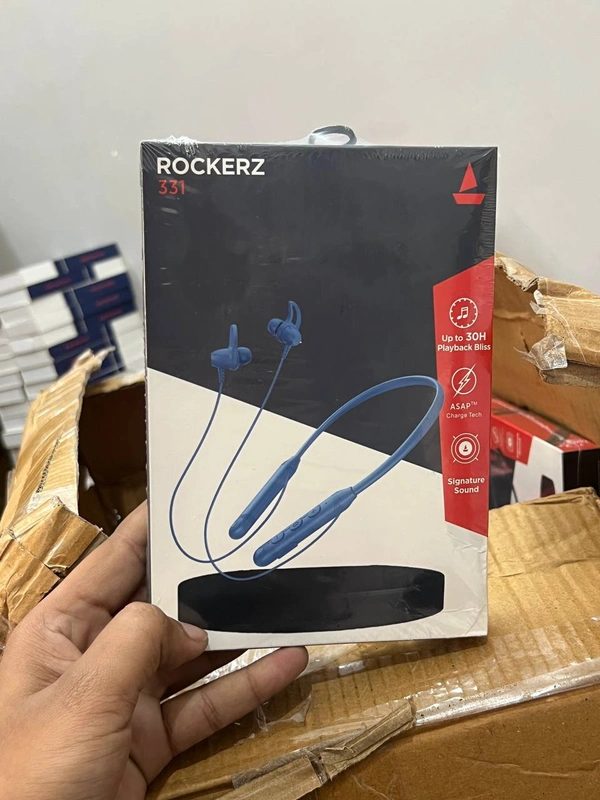 ROCKERZ
331
Up to 30H
Playback Bliss
ASAP™
Charge Tech
Signature
Sound